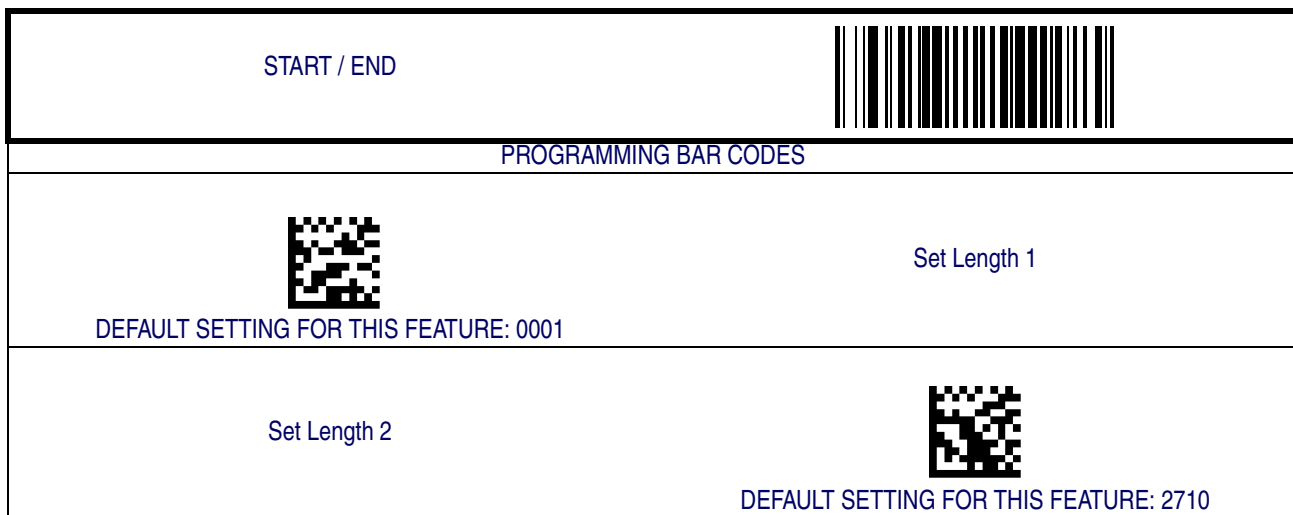 START / END
PROGRAMMING BAR CODES
Set Length 1
DEFAULT SETTING FOR THIS FEATURE: 0001
Set Length 2
DEFAULT SETTING FOR THIS FEATURE: 2710